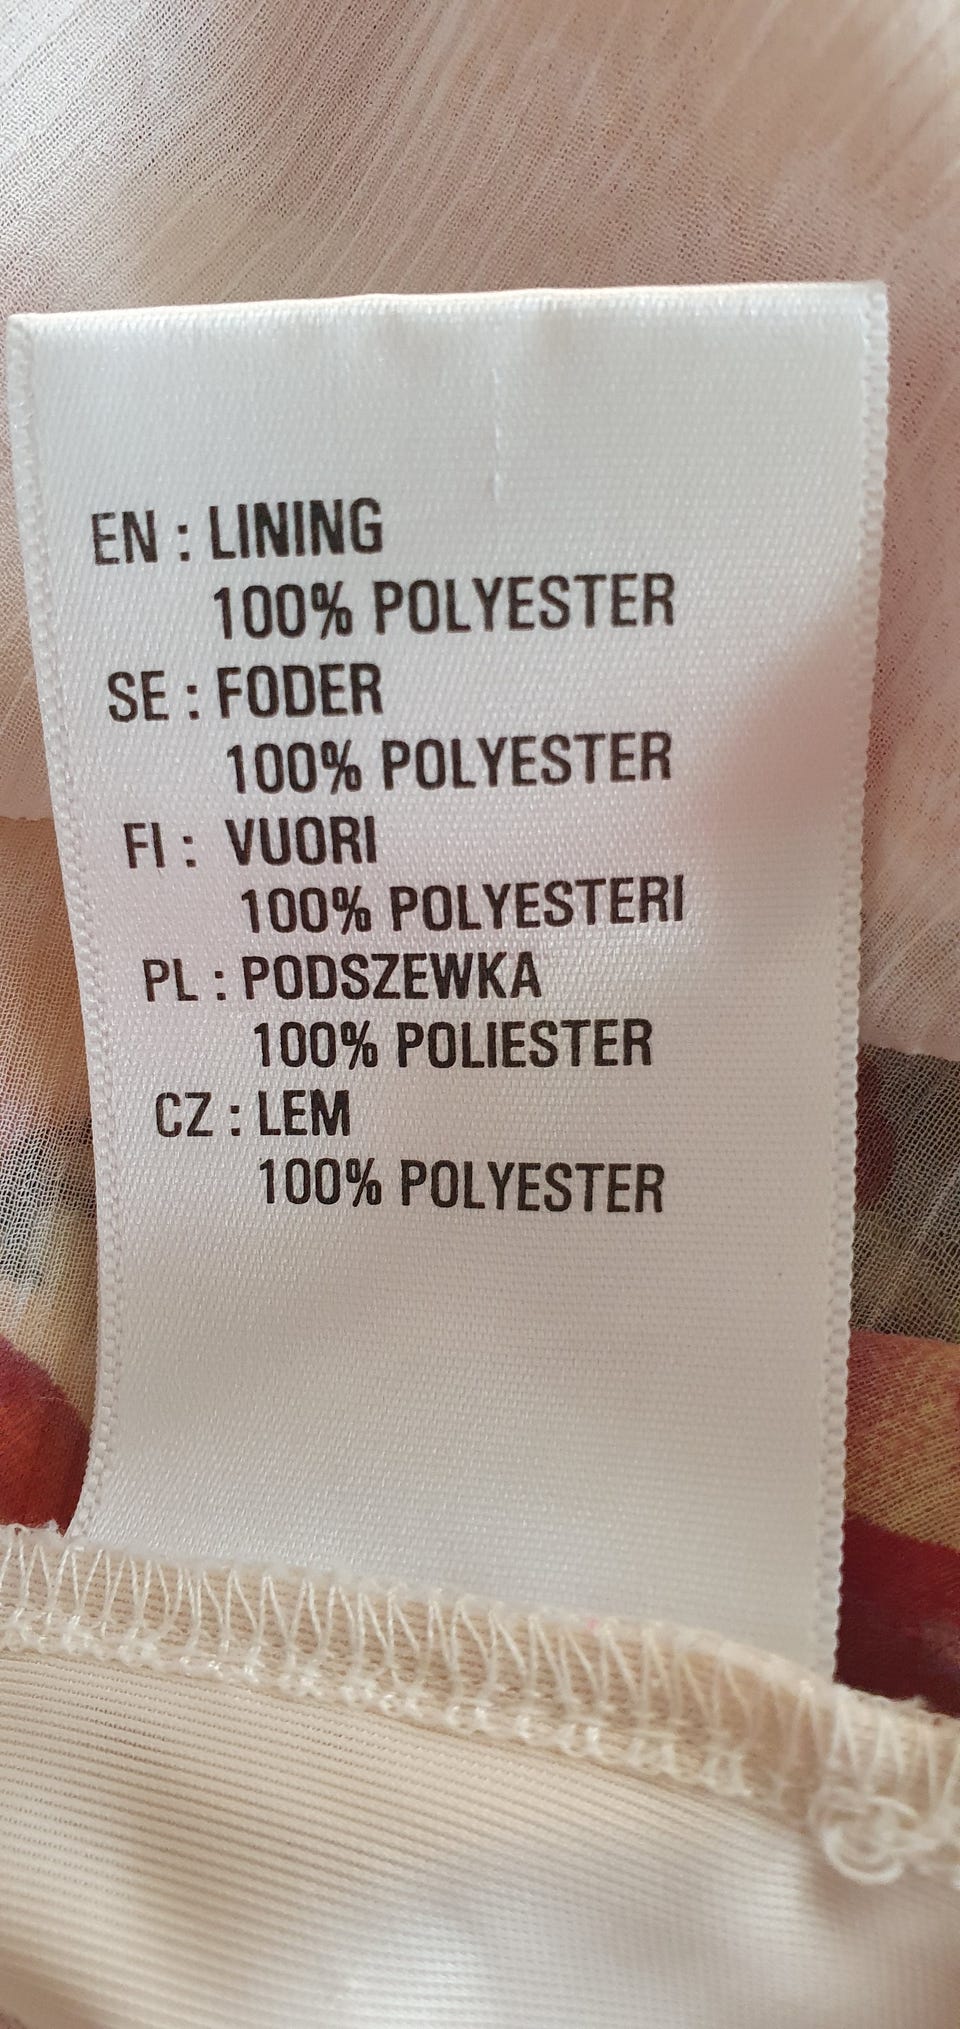 EN : LINING
100% POLYESTER
SE : FODER
100% POLYESTER
FI : VUORI
100% POLYESTERI
PL : PODSZEWKA
100% POLIESTER
CZ : LEM
100% POLYESTER